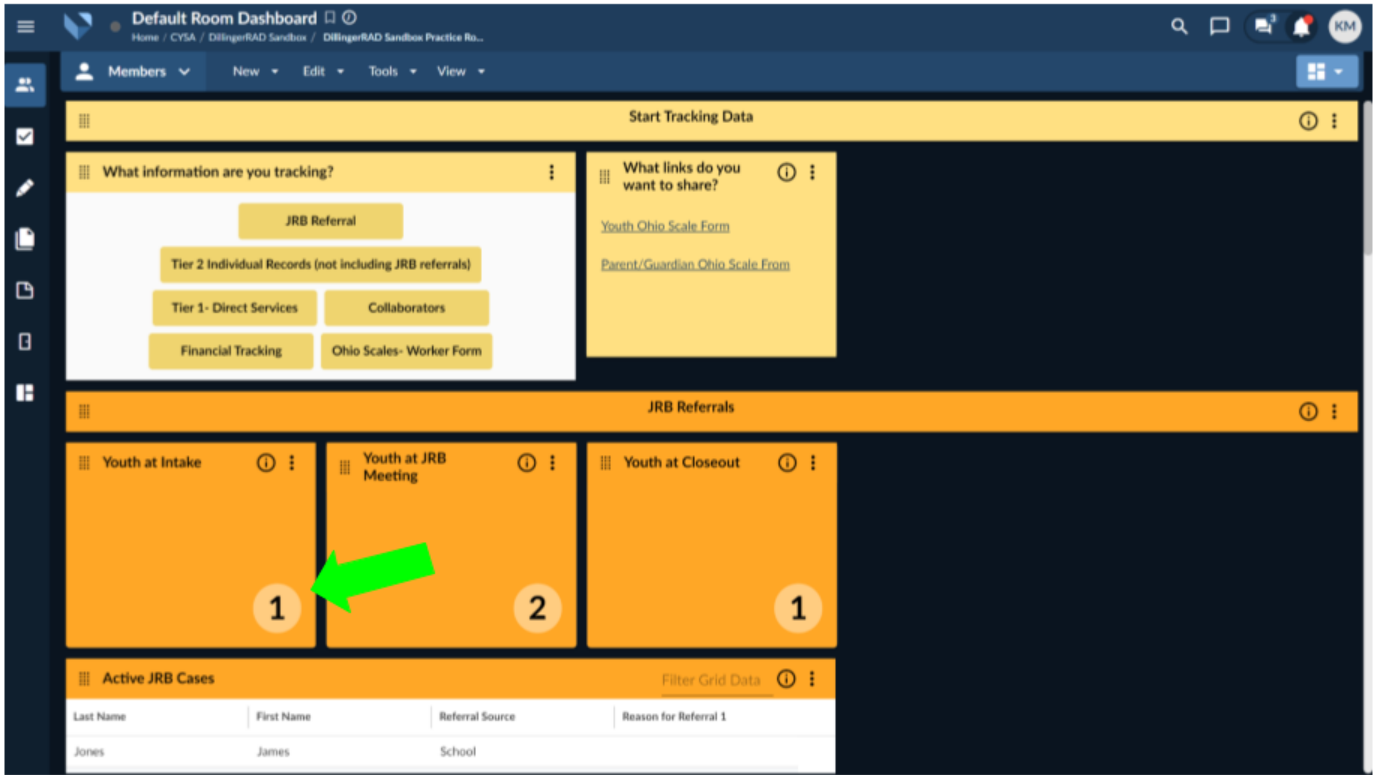 Default Room Dashboard
Home / CYSA / DillingerRAD Sandbox / DillingerRAD Sandbox Practice Ro...
3
KM
Members
New
Edit
Tools
View
Start Tracking Data
What information are you tracking?
JRB Referral
Tier 2 Individual Records (not including JRB referrals)
Tier 1- Direct Services
Collaborators
Financial Tracking
Ohio Scales- Worker Form
What links do you
want to share?
Youth Ohio Scale Form
Parent/Guardian Ohio Scale From
JRB Referrals
Youth at Intake
1
Youth at JRB
Meeting
2
Youth at Closeout
1
Active JRB Cases
Filter Grid Data
Last Name
First Name
Referral Source
Reason for Referral 1
Jones
James
School